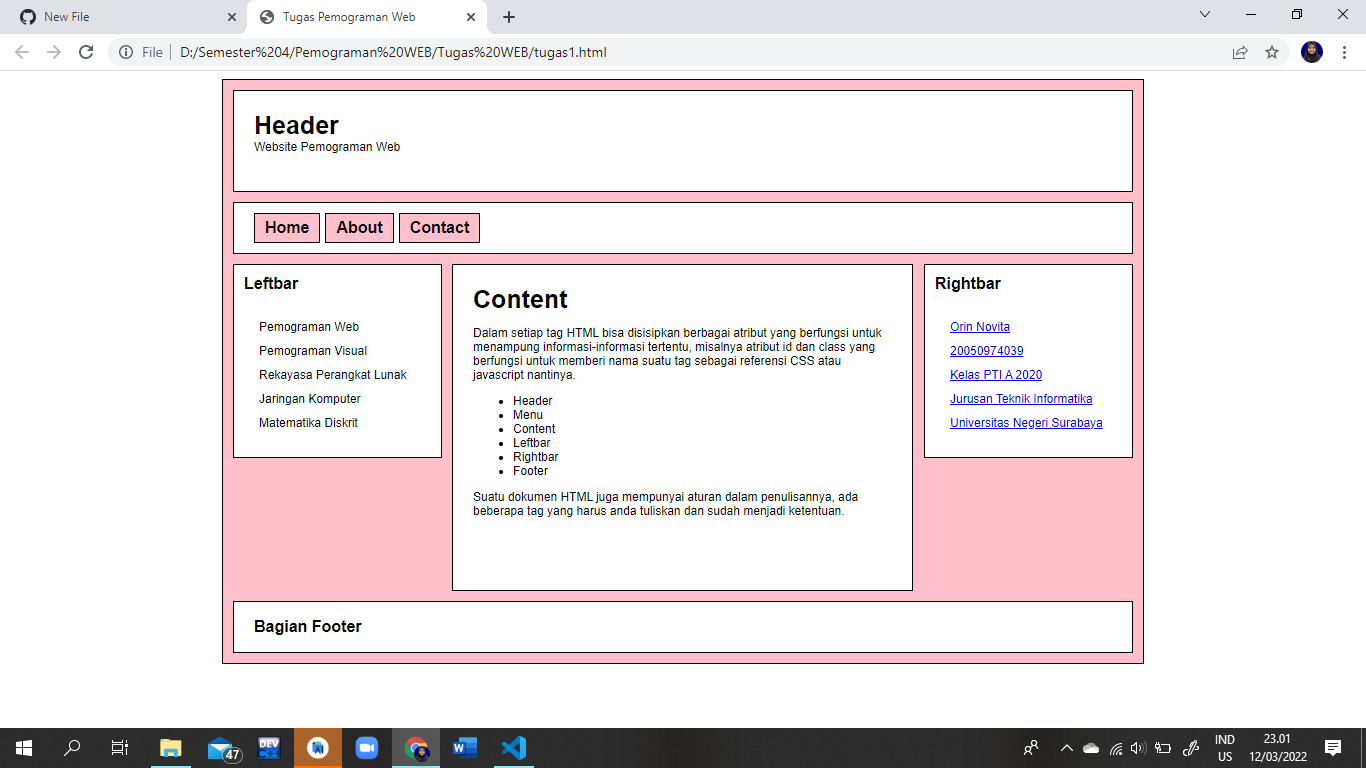 New File
Tugas Pemograman Web
File
D:/Semester%204/Pemograman%20WEB/Tugas%20WEB/tugas1.html
Header
Website Pemograman Web
Home About Contact
Leftbar
Pemograman Web
Pemograman Visual
Rekayasa Perangkat Lunak
Jaringan Komputer
Matematika Diskrit
Content
Dalam setiap tag HTML bisa disisipkan berbagai atribut yang berfungsi untuk
menampung informasi-informasi tertentu, misalnya atribut id dan class yang
berfungsi untuk memberi nama suatu tag sebagai referensi CSS atau
javascript nantinya.
Header
Menu
Content
Leftbar
Rightbar
Footer
Suatu dokumen HTML juga mempunyai aturan dalam penulisannya, ada
beberapa tag yang harus anda tuliskan dan sudah menjadi ketentuan.
Rightbar
Orin Novita
20050974039
Kelas PTI A 2020
Jurusan Teknik Informatika
Universitas Negeri Surabaya
Bagian Footer
47
DEV
IND
US
23.01
12/03/2022